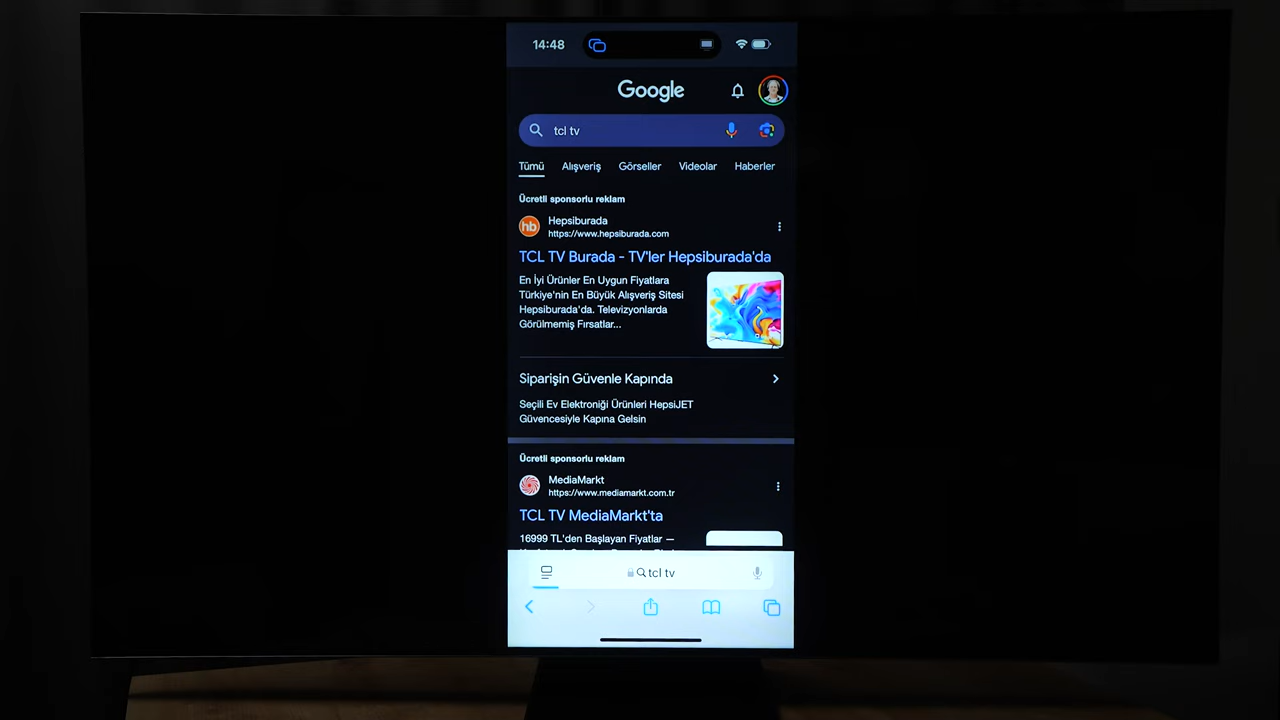 14:48
Google
tcl tv
Tümü Alışveriş Görseller Videolar Haberler
Ücretli sponsorlu reklam
hb Hepsiburada
https://www.hepsiburada.com
TCL TV Burada - TV'ler Hepsiburada'da
En İyi Ürünler En Uygun Fiyatlara
Türkiye'nin En Büyük Alışveriş Sitesi
Hepsiburada'da. Televizyonlarda
Görülmemiş Fırsatlar...
Siparişin Güvenle Kapında
Seçili Ev Elektroniği Ürünleri HepsiJET
Güvencesiyle Kapına Gelsin
Ücretli sponsorlu reklam
MediaMarkt
https://www.mediamarkt.com.tr
TCL TV MediaMarkt'ta
16999 TL'den Başlayan Fiyatlar —
tcl tv